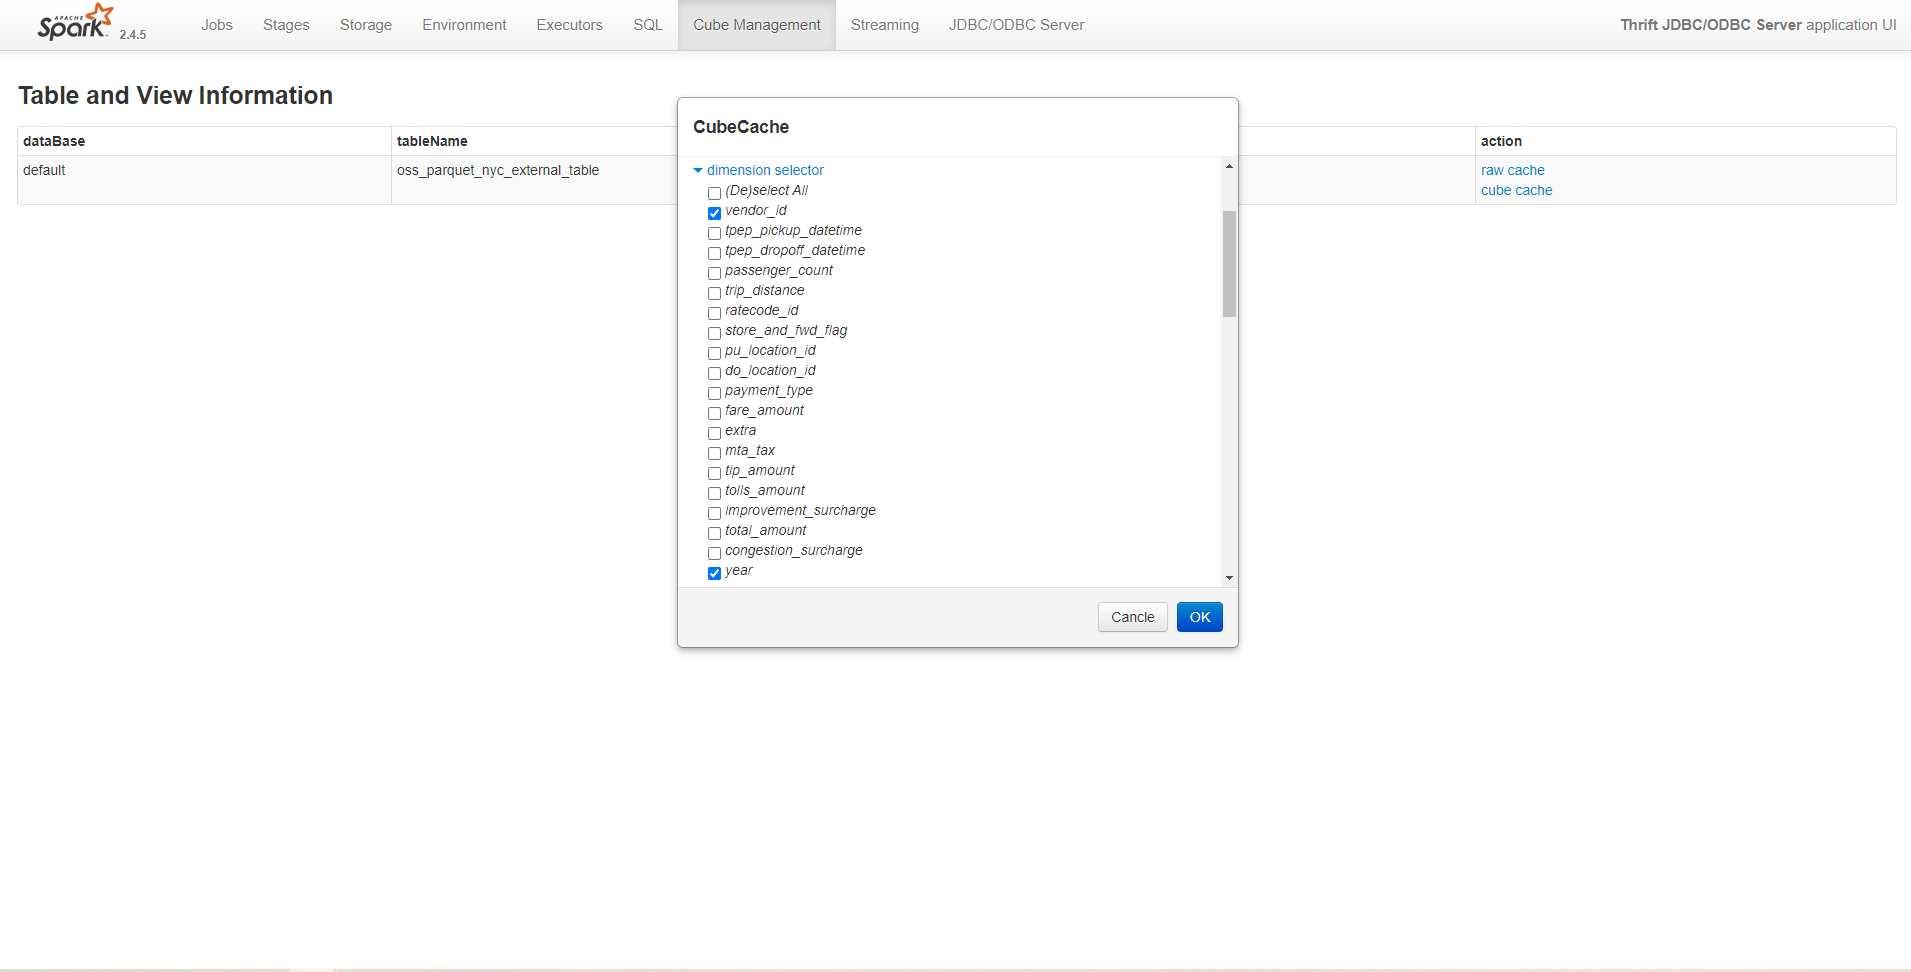 APACHE
Spark 2.4.5 Jobs Stages Storage Environment Executors SQL Cube Management Streaming JDBC/ODBC Server Thrift JDBC/ODBC Server application UI
Table and View Information
dataBase tableName action
default oss_parquet_nyc_external_table raw cache
cube cache
CubeCache
dimension selector
(De)select All
vendor_id
tpep_pickup_datetime
tpep_dropoff_datetime
passenger_count
trip_distance
ratecode_id
store_and_fwd_flag
pu_location_id
do_location_id
payment_type
fare_amount
extra
mta_tax
tip_amount
tolls_amount
improvement_surcharge
total_amount
congestion_surcharge
year
Cancle OK